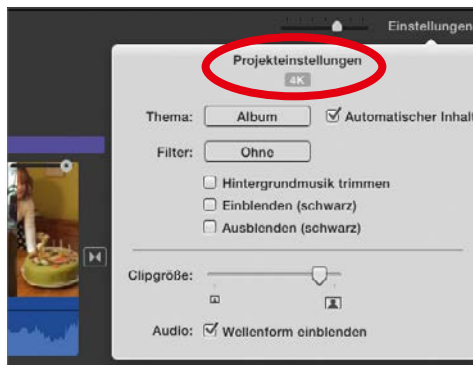 Einstellungen
Projekteinstellungen
4K
Thema: Album Automatischer Inhalt
Filter: Ohne
Hintergrundmusik trimmen
Einblenden (schwarz)
Ausblenden (schwarz)
Clipgröße:
Audio: Wellenform einblenden